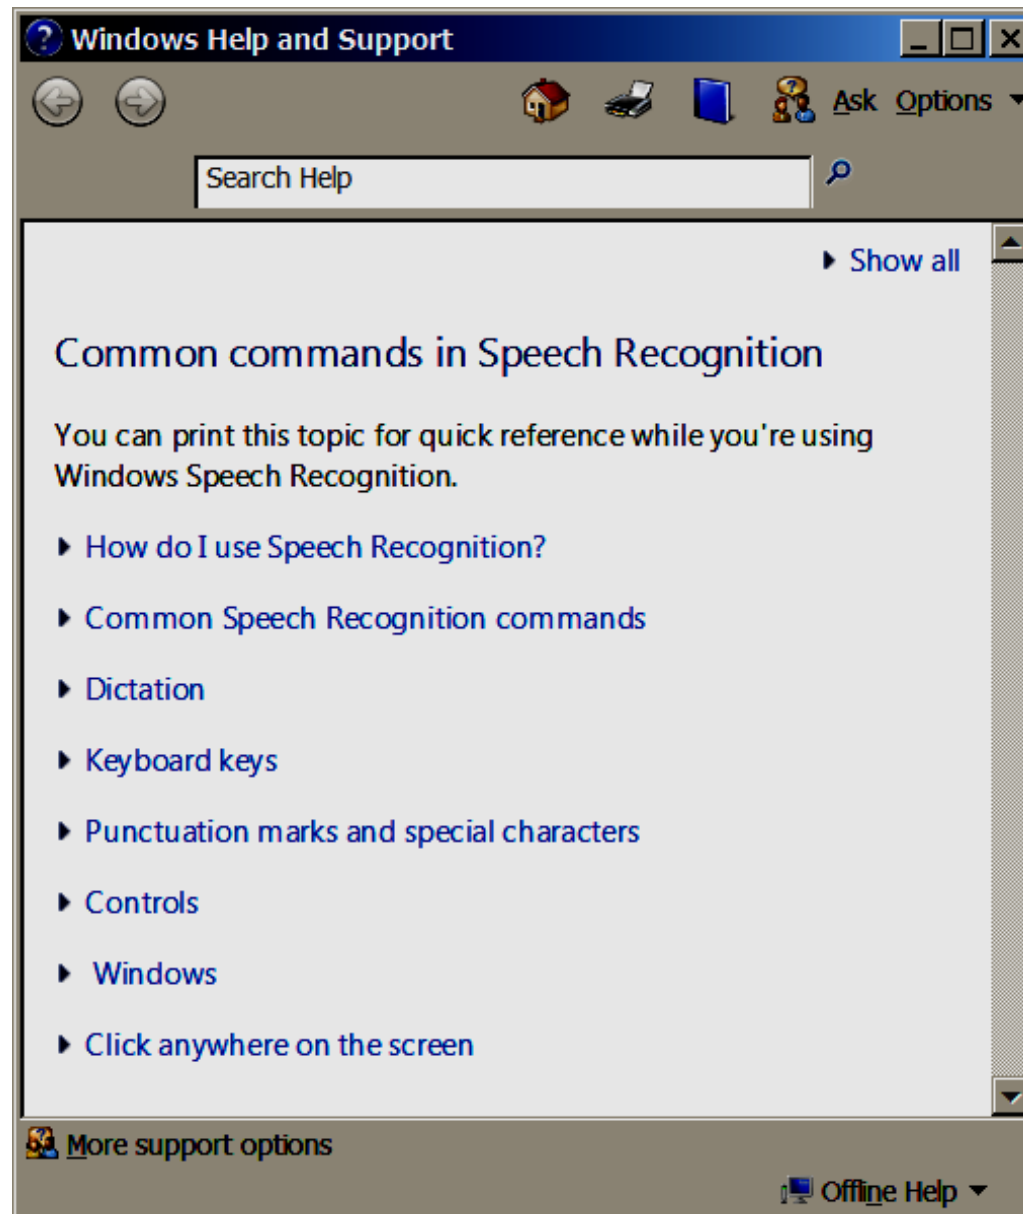 Windows Help and Support
Ask Options
Search Help
Show all
Common commands in Speech Recognition
You can print this topic for quick reference while you're using
Windows Speech Recognition.
How do I use Speech Recognition?
Common Speech Recognition commands
Dictation
Keyboard keys
Punctuation marks and special characters
Controls
Windows
Click anywhere on the screen
More support options
Offline Help